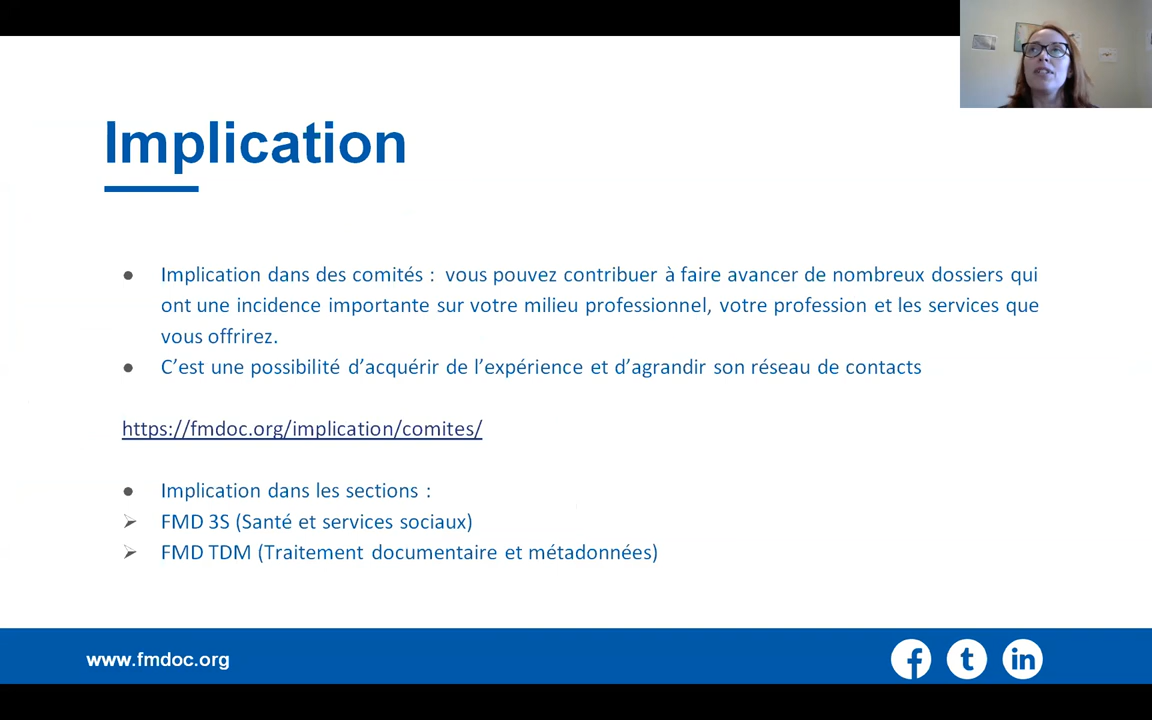 Implication
● Implication dans des comités : vous pouvez contribuer à faire avancer de nombreux dossiers qui
ont une incidence importante sur votre milieu professionnel, votre profession et les services que
vous offrirez.
● C’est une possibilité d’acquérir de l’expérience et d’agrandir son réseau de contacts
https://fmdoc.org/implication/comites/
● Implication dans les sections :
➢ FMD 3S (Santé et services sociaux)
➢ FMD TDM (Traitement documentaire et métadonnées)
www.fmdoc.org